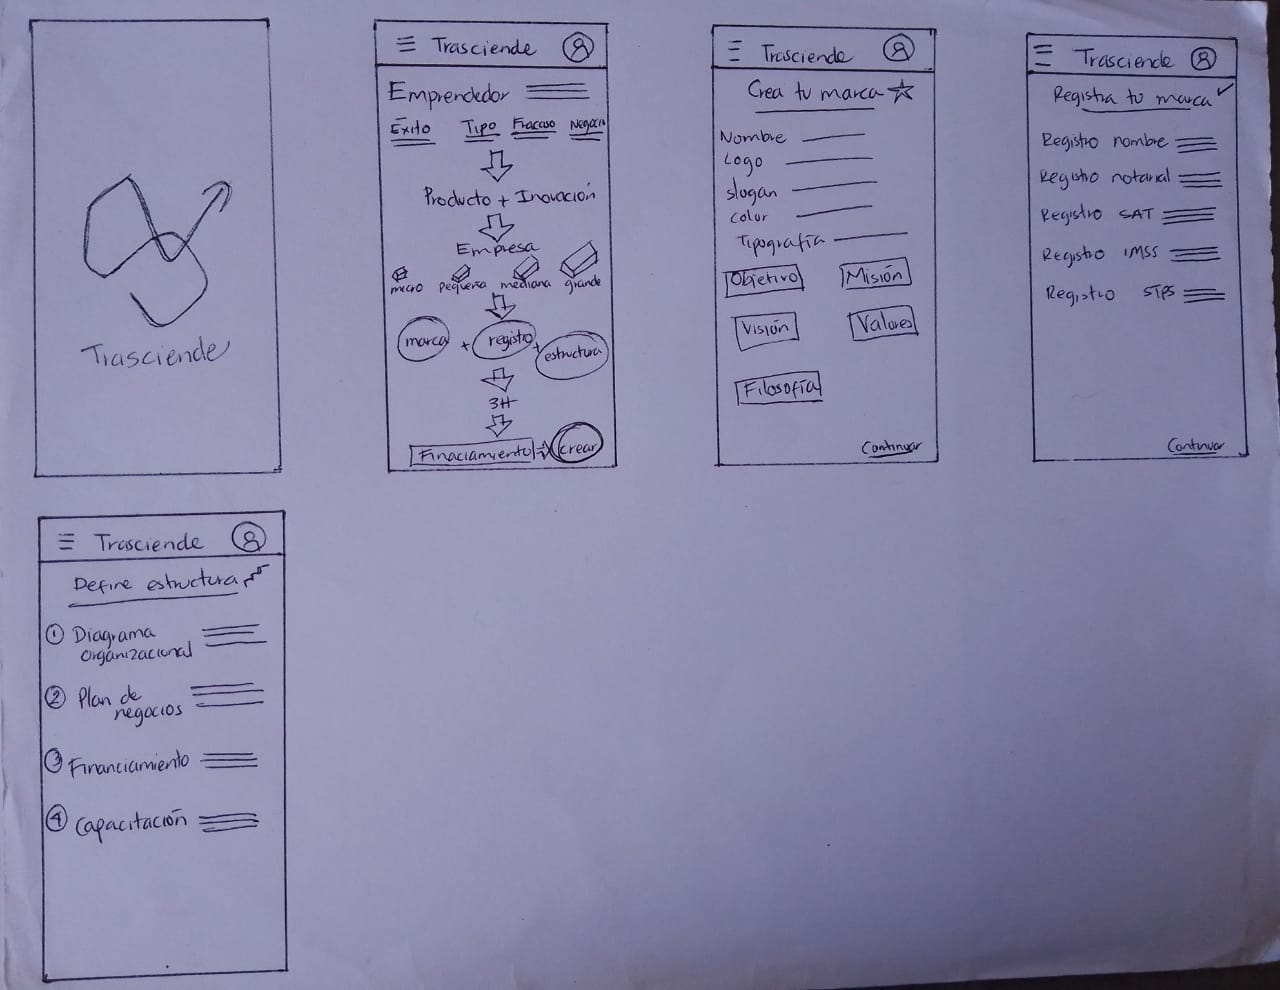 Trasciende
Trasciende
Emprendedor
Éxito Tipo Fracaso Negocio
Producto + Inovación
Empresa
micro pequeña mediana grande
marca + registro + estructura
3H
Finaciamiento crear
Trasciende
Crea tu marca
Nombre
Logo
slogan
color
Tipografía
Objetivo Misión
Visión Valores
Filosofía
Continuar
Trasciende
Registra tu marca
Registro nombre
Registro notarial
Registro SAT
Registro IMSS
Registro STPS
Continuar
Trasciende
Define estructura
1 Diagrama
organizacional
2 Plan de
negocios
3 Financiamiento
4 Capacitación